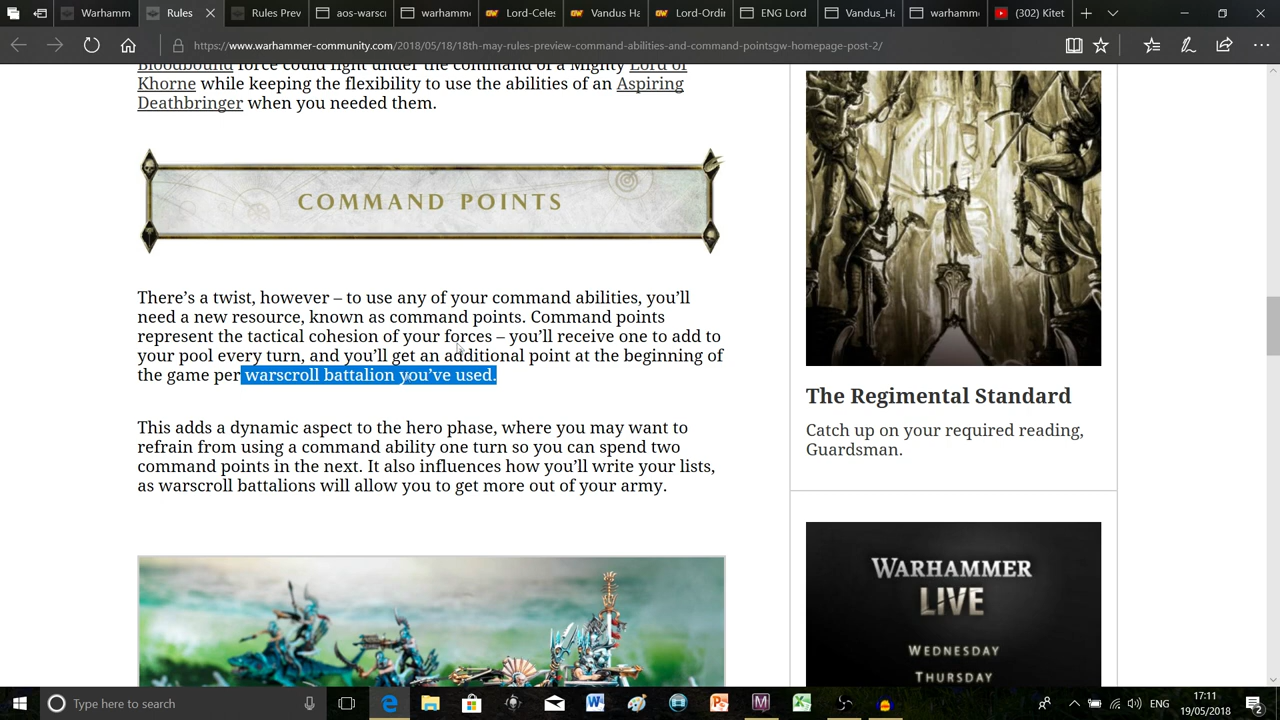 Warhamm
Rules
Rules Prev
aos-warscr
warhamme
Lord-Celes
Vandus Ha
Lord-Ordin
ENG Lord
Vandus_Ha
warhamme
(302) Kitet
https://www.warhammer-community.com/2018/05/18/18th-may-rules-preview-command-abilities-and-command-pointsgw-homepage-post-2/
Bloodbound force could fight under the command of a Mighty Lord of
Khorne while keeping the flexibility to use the abilities of an Aspiring
Deathbringer when you needed them.
COMMAND POINTS
There's a twist, however – to use any of your command abilities, you'll
need a new resource, known as command points. Command points
represent the tactical cohesion of your forces – you'll receive one to add to
your pool every turn, and you'll get an additional point at the beginning of
the game per warscroll battalion you've used.
This adds a dynamic aspect to the hero phase, where you may want to
refrain from using a command ability one turn so you can spend two
command points in the next. It also influences how you'll write your lists,
as warscroll battalions will allow you to get more out of your army.
The Regimental Standard
Catch up on your required reading,
Guardsman.
WARHAMMER
LIVE
WEDNESDAY
THURSDAY
Type here to search
ENG
17:11
19/05/2018
2